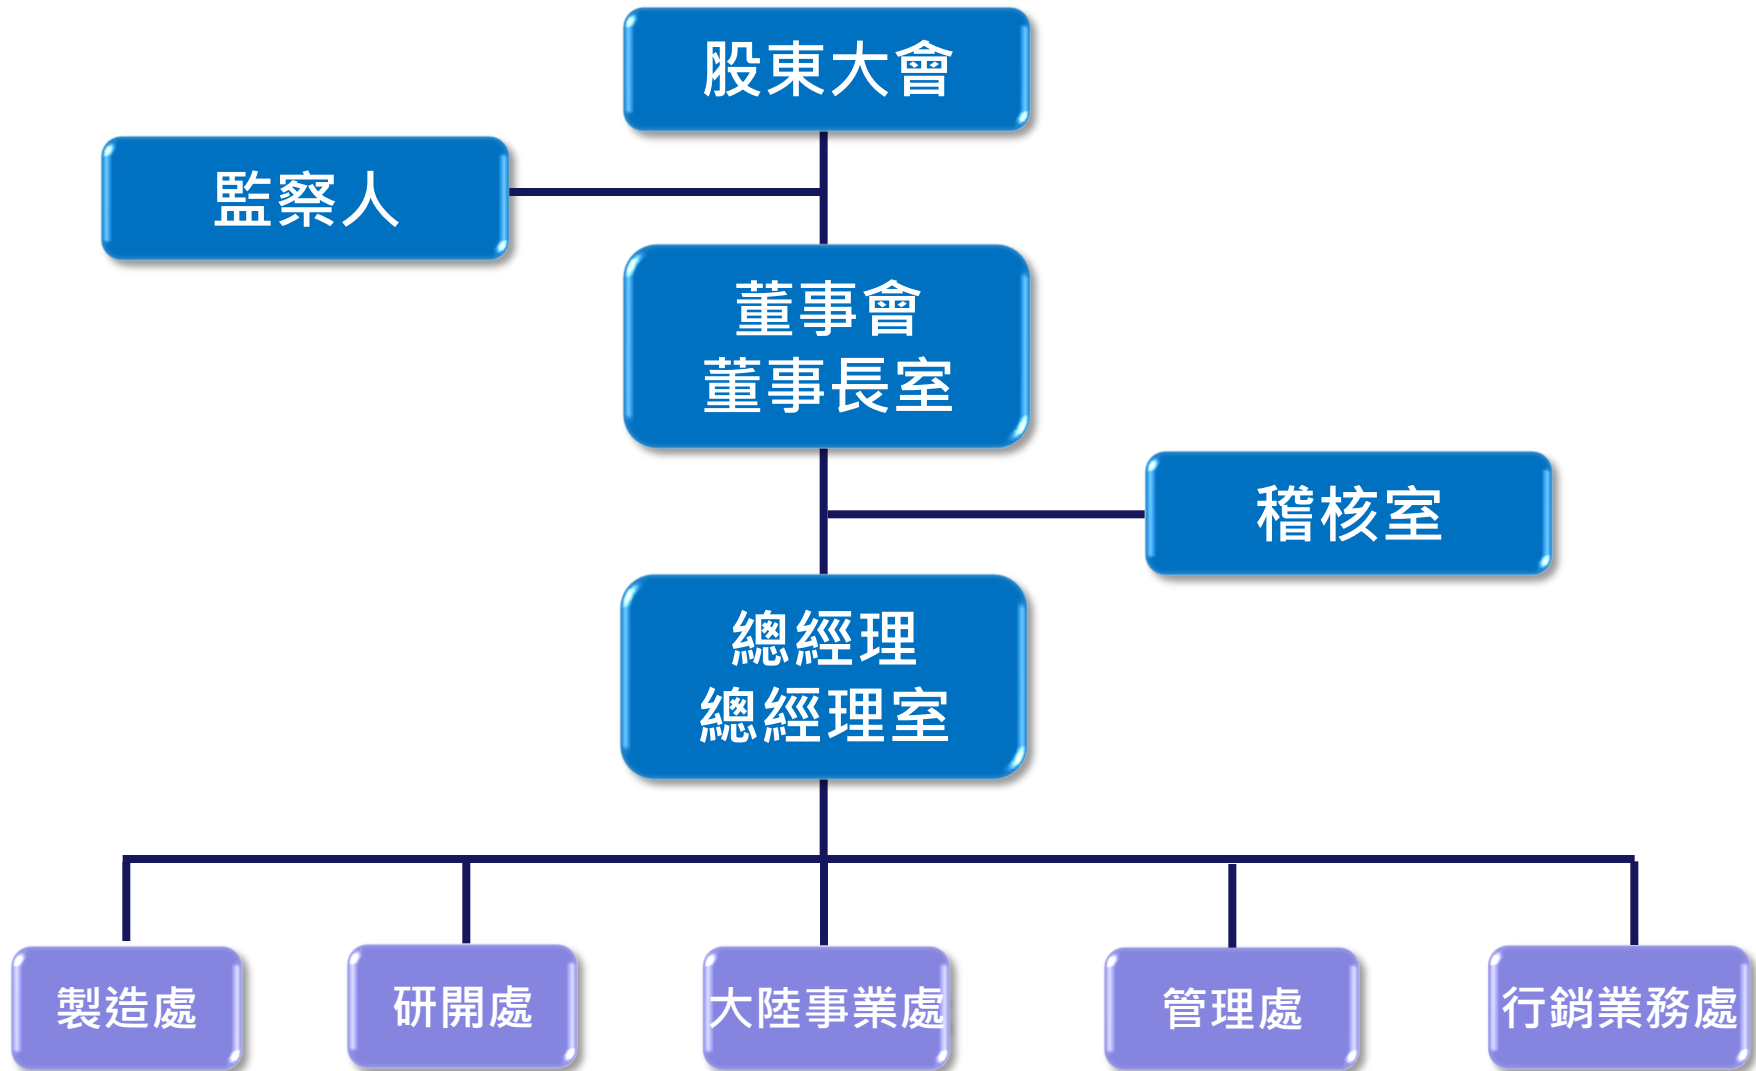 股東大會
監察人
董事會
董事長室
稽核室
總經理
總經理室
製造處
研開處
大陸事業處
管理處
行銷業務處